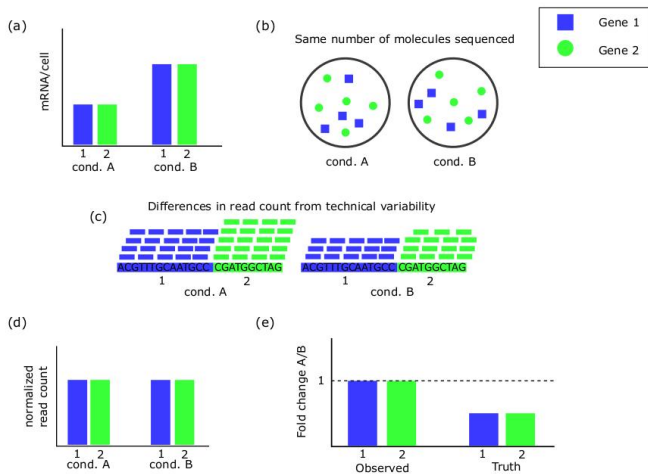 (a)
mRNA/cell
1 2 1 2
cond. A cond. B
(b)
Same number of molecules sequenced
cond. A cond. B
Gene 1
Gene 2
(c)
Differences in read count from technical variability
ACGTTTGCAATGCC CGATGGCTAG ACGTTTGCAATGCC CGATGGCTAG
1 2 1 2
cond. A cond. B
(d)
normalized
read count
1 2 1 2
cond. A cond. B
(e)
Fold change A/B
1
1 2 1 2
Observed Truth